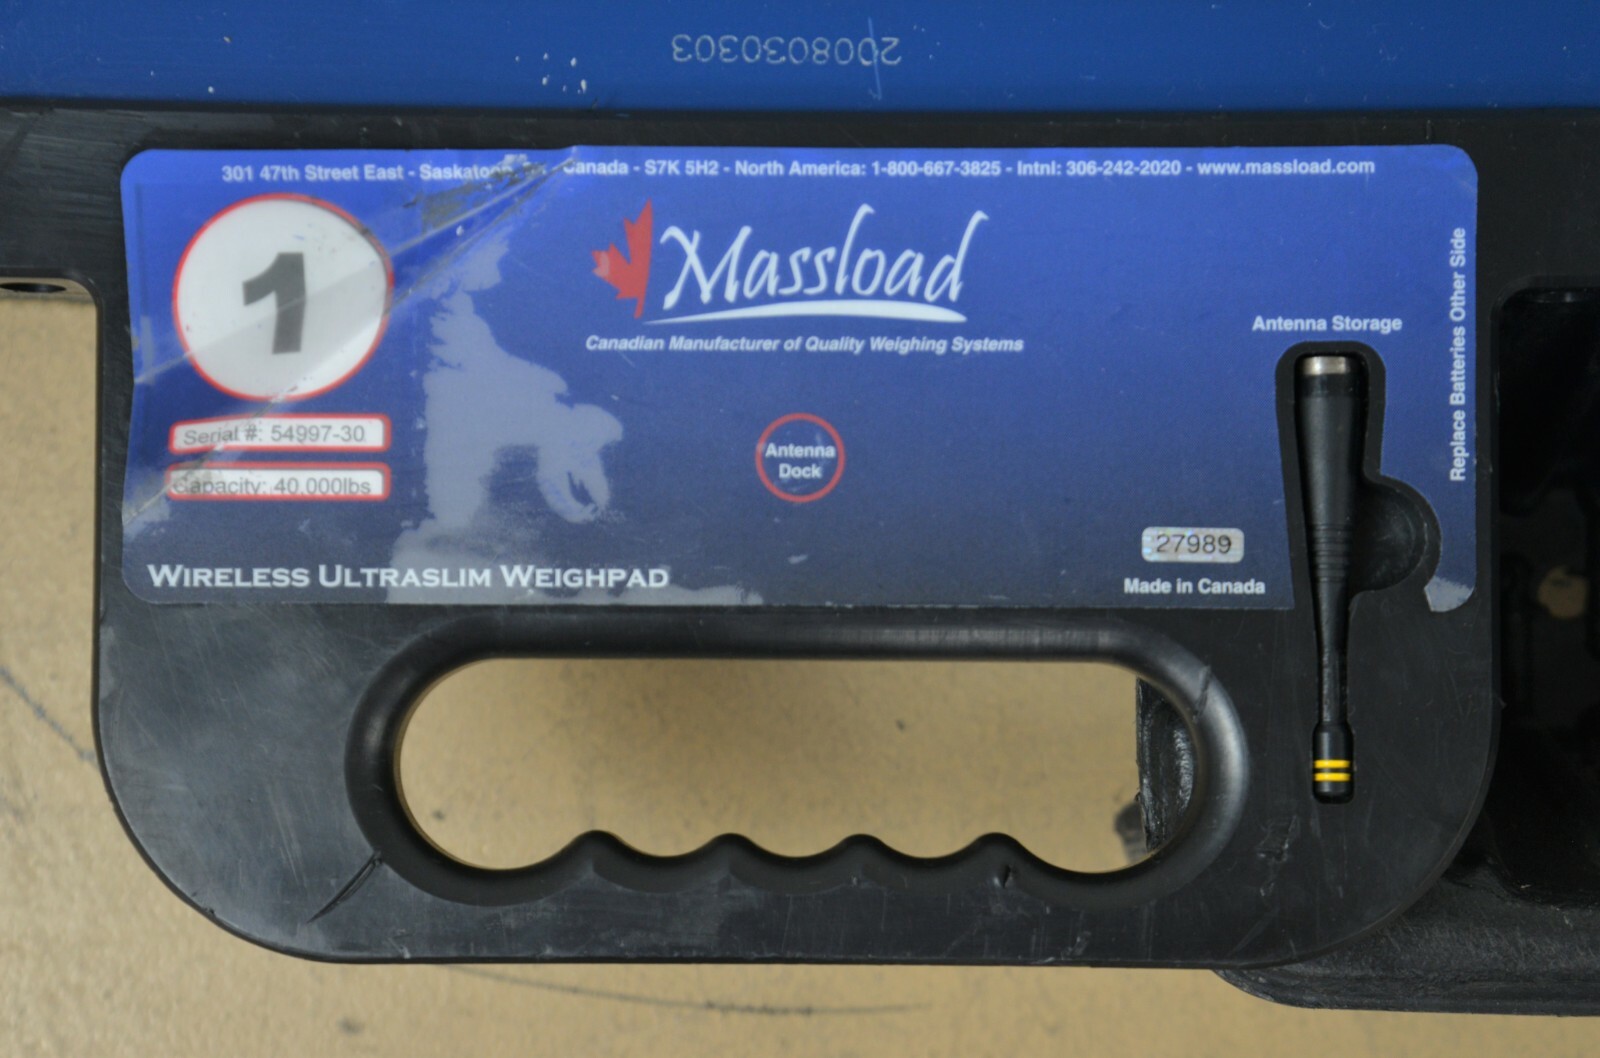 2008030303
301 47th Street East - Saskatoon, Canada - S7K 5H2 - North America: 1-800-667-3825 - Intnl: 306-242-2020 - www.massload.com
1
Massload
Canadian Manufacturer of Quality Weighing Systems
Serial #: 54997-30
Capacity: 40.000lbs
Antenna
Dock
WIRELESS ULTRASLIM WEIGHPAD
Antenna Storage
27989
Made in Canada
Replace Batteries Other Side